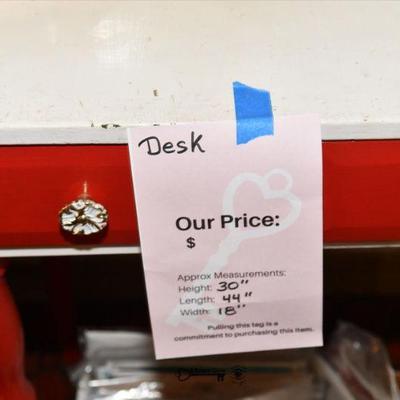 Desk
Our Price:
$
Approx Measurements:
Height: 30"
Length: 44"
Width: 18"
Pulling this tag is a
commitment to purchasing this item.